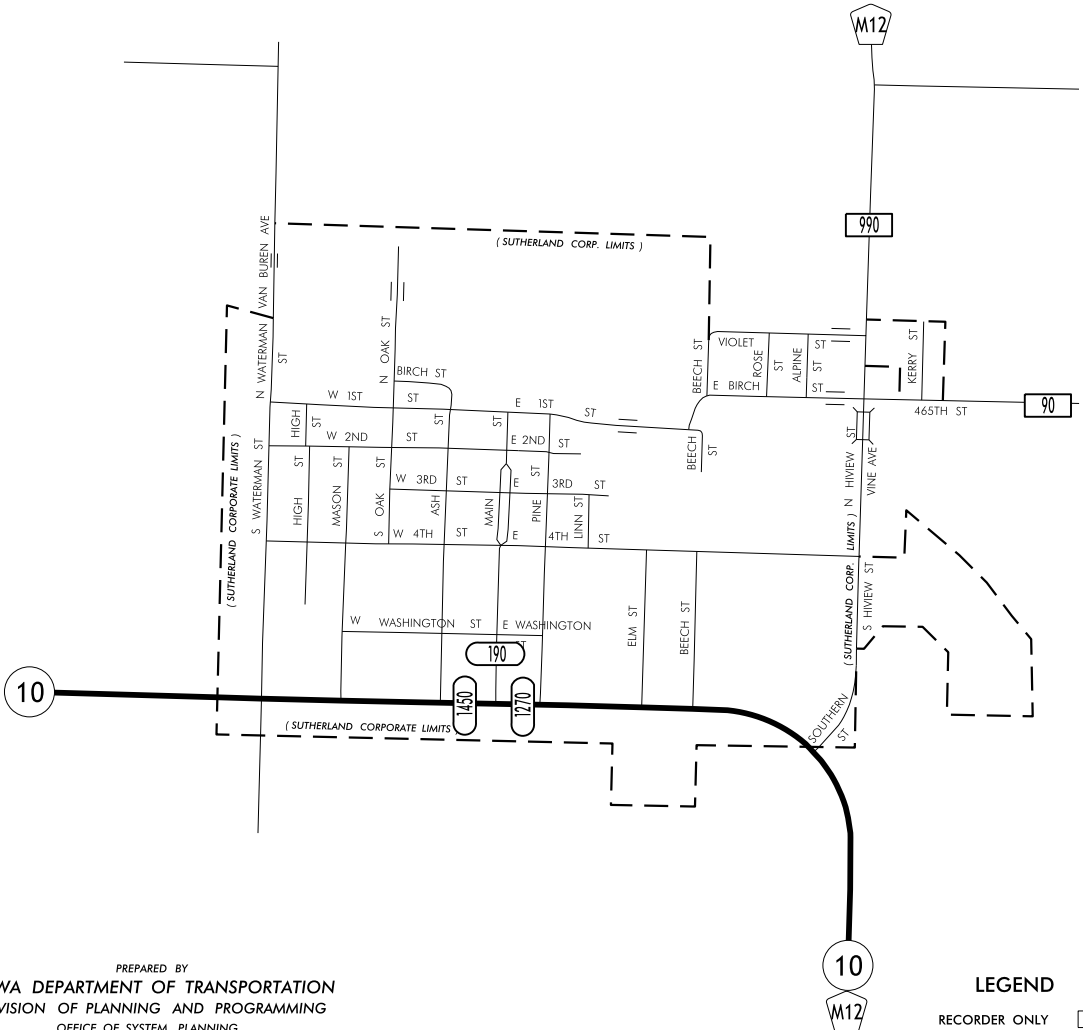 M12
990
( SUTHERLAND CORP. LIMITS )
N WATERMAN ST
VAN BUREN AVE
N OAK ST
BIRCH ST
W 1ST ST
E 1ST ST
BEECH ST
VIOLET ST
ROSE ST
ALPINE ST
E BIRCH ST
KERRY ST
465TH ST
90
HIGH ST
W 2ND ST
E 2ND ST
BEECH ST
N HIVIEW ST
VINE AVE
( SUTHERLAND CORPORATE LIMITS )
S WATERMAN ST
HIGH ST
MASON ST
S OAK ST
W 3RD ST
E 3RD ST
ASH ST
MAIN ST
PINE ST
LINN ST
W 4TH ST
E 4TH ST
( SUTHERLAND CORP. LIMITS )
S HIVIEW ST
W WASHINGTON ST
E WASHINGTON ST
ELM ST
BEECH ST
190
10
1450
1270
( SUTHERLAND CORPORATE LIMITS )
SOUTHERN ST
10
M12
PREPARED BY
WA DEPARTMENT OF TRANSPORTATION
VISION OF PLANNING AND PROGRAMMING
OFFICE OF SYSTEM PLANNING
LEGEND
RECORDER ONLY